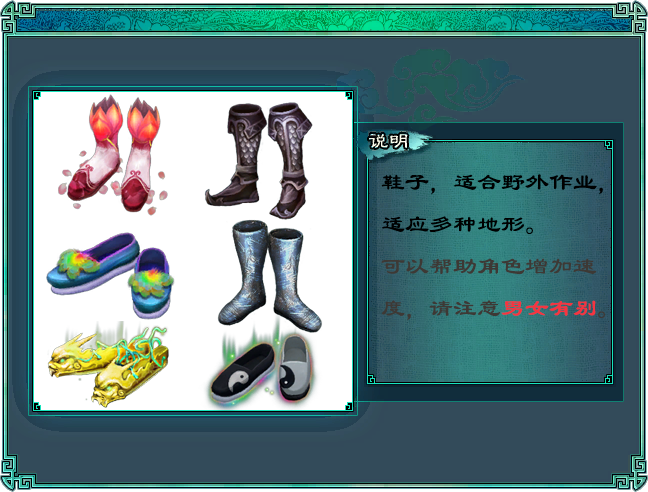 说明
鞋子，适合野外作业，
适应多种地形。
可以帮助角色增加速
度，请注意男女有别。